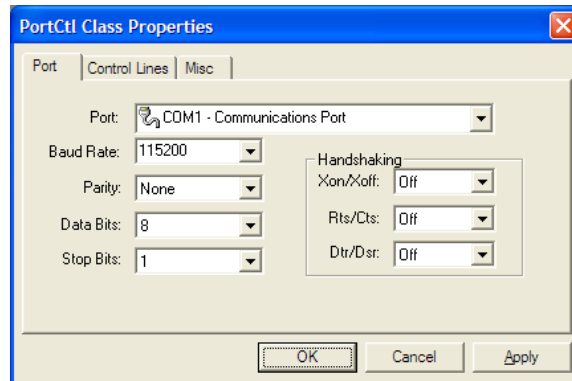 PortCtl Class Properties
Port Control Lines Misc
Port: COM1 - Communications Port
Baud Rate: 115200
Parity: None
Data Bits: 8
Stop Bits: 1
Handshaking
Xon/Xoff: Off
Rts/Cts: Off
Dtr/Dsr: Off
OK Cancel Apply